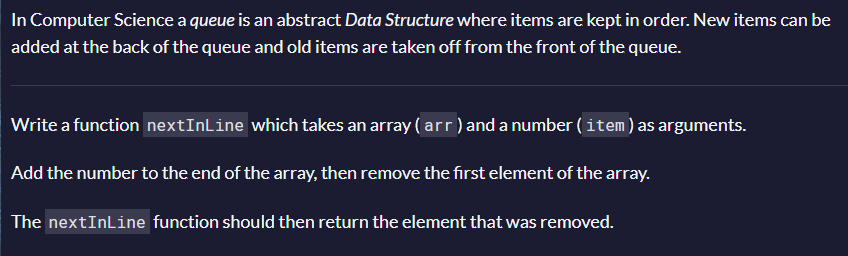 In Computer Science a queue is an abstract Data Structure where items are kept in order. New items can be
added at the back of the queue and old items are taken off from the front of the queue.
Write a function nextInLine which takes an array ( arr ) and a number ( item ) as arguments.
Add the number to the end of the array, then remove the first element of the array.
The nextInLine function should then return the element that was removed.